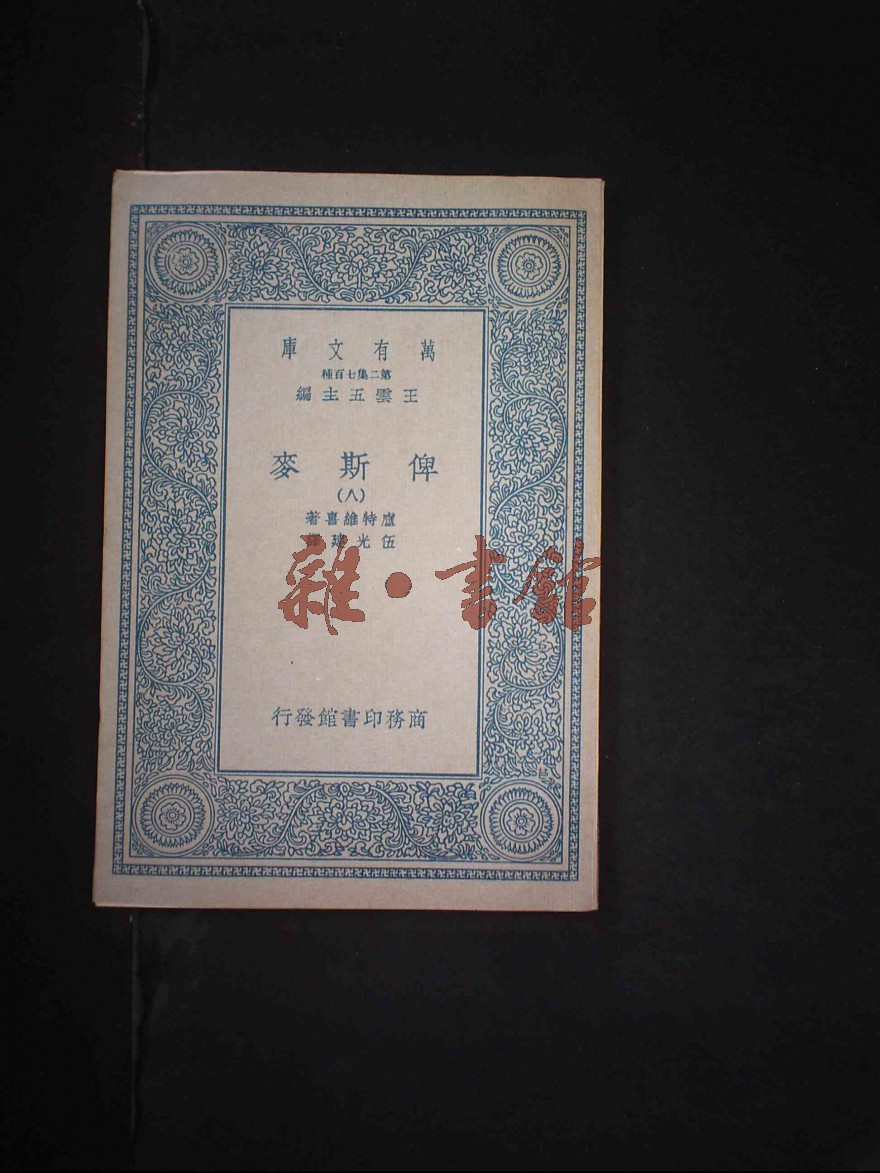 萬有文庫
第二集七百種
王雲五主編
俾斯麥
(八)
盧特維喜著
伍光建譯
雜·書館
商務印書館發行